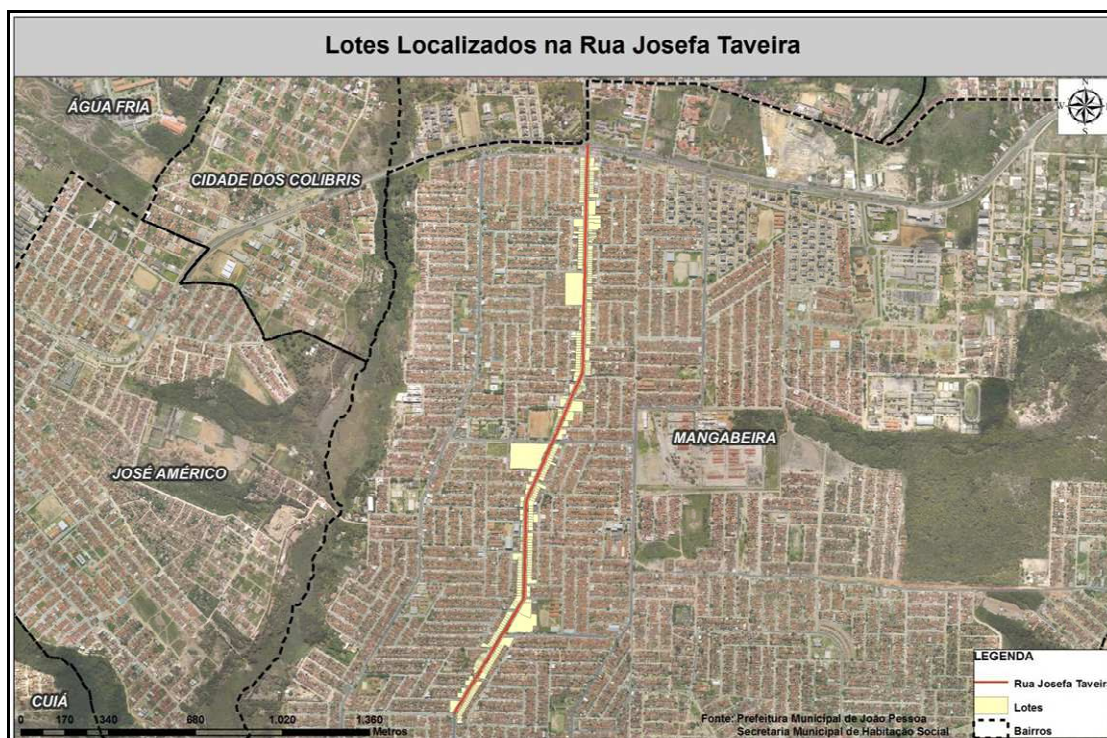 Lotes Localizados na Rua Josefa Taveira
ÁGUA FRIA
N
W
S
CIDADE DOS COLIBRIS
MANGABEIRA
JOSÉ AMÉRICO
CUIÁ
LEGENDA
Rua Josefa Taveira
Lotes
Bairros
0 170 340 680 1.020 1.360
Metros
Fonte: Prefeitura Municipal de João Pessoa
Secretaria Municipal de Habitação Social